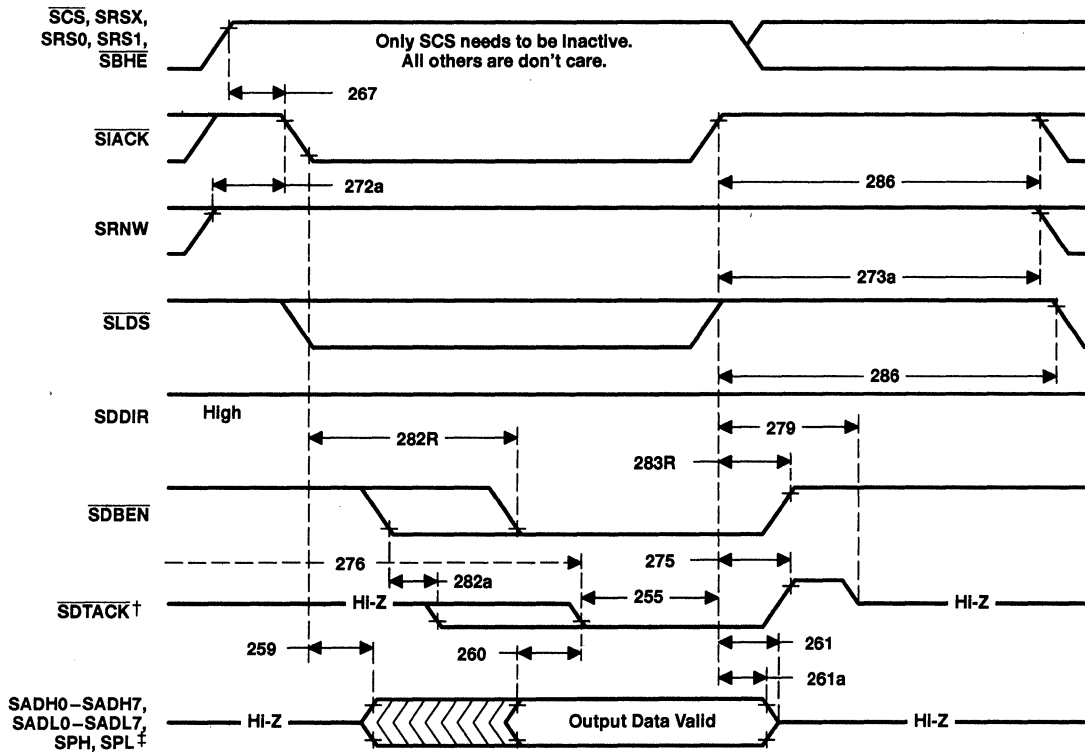 SCS, SRSX,
SRS0, SRS1,
SBHE
Only SCS needs to be Inactive.
All others are don't care.
267
SIACK
272a
286
SRNW
273a
SLDS
286
SDDIR
High
282R
279
283R
SDBEN
276
275
282a
SDTACK†
Hi-Z
255
Hi-Z
259
260
261
261a
SADH0–SADH7,
SADL0–SADL7,
SPH, SPL‡
Hi-Z
Output Data Valid
Hi-Z